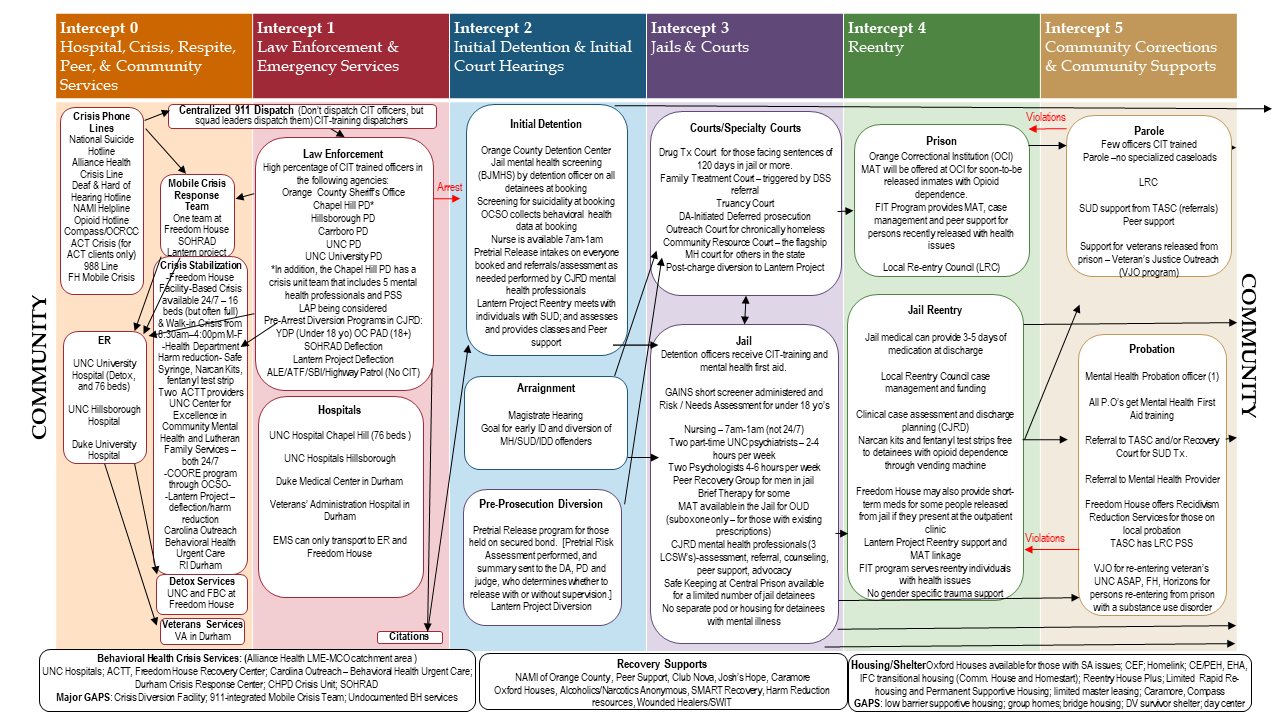 Intercept 0
Hospital, Crisis, Respite,
Peer, & Community
Services
Intercept 1
Law Enforcement &
Emergency Services
Intercept 2
Initial Detention & Initial
Court Hearings
Intercept 3
Jails & Courts
Intercept 4
Reentry
Intercept 5
Community Corrections
& Community Supports
COMMUNITY
Crisis Phone
Lines
National Suicide
Hotline
Alliance Health
Crisis Line
Deaf & Hard of
Hearing Hotline
NAMI Helpline
Opioid Hotline
Compass/OCRCC
ACT Crisis (for
ACT clients only)
988 Line
FH Mobile Crisis
Centralized 911 Dispatch (Don't dispatch CIT officers, but
squad leaders dispatch them) CIT-training dispatchers
Mobile Crisis
Response
Team
One team at
Freedom House
SOHRAD
Lantern project
Crisis Stabilization
-Freedom House
Facility-Based Crisis
available 24/7 – 16
beds (but often full)
& Walk-in Crisis from
8:30am–4:00pm M-F
-Health Department
Harm reduction- Safe
Syringe, Narcan Kits,
fentanyl test strip
Two ACTT providers
UNC Center for
Excellence in
Community Mental
Health and Lutheran
Family Services –
both 24/7
-COORE program
through OCSO-
-Lantern Project –
deflection/harm
reduction
Carolina Outreach
Behavioral Health
Urgent Care
RI Durham
ER
UNC University
Hospital (Detox,
and 76 beds)
UNC Hillsborough
Hospital
Duke University
Hospital
Detox Services
UNC and FBC at
Freedom House
Veterans Services
VA in Durham
Law Enforcement
High percentage of CIT trained officers in
the following agencies:
Orange County Sheriff's Office
Chapel Hill PD*
Hillsborough PD
Carrboro PD
UNC PD
UNC University PD
*In addition, the Chapel Hill PD has a
crisis unit team that includes 5 mental
health professionals and PSS
LAP being considered
Pre-Arrest Diversion Programs in CJRD:
YDP (Under 18 yo) OC PAD (18+)
SOHRAD Deflection
Lantern Project Deflection
ALE/ATF/SBI/Highway Patrol (No CIT)
Hospitals
UNC Hospital Chapel Hill (76 beds )
UNC Hospitals Hillsborough
Duke Medical Center in Durham
Veterans' Administration Hospital in
Durham
EMS can only transport to ER and
Freedom House
Citations
Arrest
Initial Detention
Orange County Detention Center
Jail mental health screening
(BJMHS) by detention officer on all
detainees at booking
Screening for suicidality at booking
OCSO collects behavioral health
data at booking
Nurse is available 7am-1am
Pretrial Release intakes on everyone
booked and referrals/assessment as
needed performed by CJRD mental
health professionals
Lantern Project Reentry meets with
individuals with SUD; and assesses
and provides classes and Peer
support
Arraignment
Magistrate Hearing
Goal for early ID and diversion of
MH/SUD/IDD offenders
Pre-Prosecution Diversion
Pretrial Release program for those
held on secured bond. [Pretrial Risk
Assessment performed, and
summary sent to the DA, PD and
judge, who determines whether to
release with or without supervision.]
Lantern Project Diversion
Courts/Specialty Courts
Drug Tx Court for those facing sentences of
120 days in jail or more.
Family Treatment Court – triggered by DSS
referral
Truancy Court
DA-Initiated Deferred prosecution
Outreach Court for chronically homeless
Community Resource Court – the flagship
MH court for others in the state
Post-charge diversion to Lantern Project
Jail
Detention officers receive CIT-training and
mental health first aid.
GAINS short screener administered and
Risk / Needs Assessment for under 18 yo's
Nursing – 7am-1am (not 24/7)
Two part-time UNC psychiatrists – 2-4
hours per week
Two Psychologists 4-6 hours per week
Peer Recovery Group for men in jail
Brief Therapy for some
MAT available in the Jail for OUD
(suboxone only – for those with existing
prescriptions)
CJRD mental health professionals (3
LCSW's)-assessment, referral, counseling,
peer support, advocacy
Safe Keeping at Central Prison available
for a limited number of jail detainees
No separate pod or housing for detainees
with mental illness
Prison
Orange Correctional Institution (OCI)
MAT will be offered at OCI for soon-to-be
released inmates with Opioid
dependence.
FIT Program provides MAT, case
management and peer support for
persons recently released with health
issues
Local Re-entry Council (LRC)
Jail Reentry
Jail medical can provide 3-5 days of
medication at discharge
Local Reentry Council case
management and funding
Clinical case assessment and discharge
planning (CJRD)
Narcan kits and fentanyl test strips free
to detainees with opioid dependence
through vending machine
Freedom House may also provide short-
term meds for some people released
from jail if they present at the outpatient
clinic
Lantern Project Reentry support and
MAT linkage
FIT program serves reentry individuals
with health issues
No gender specific trauma support
Violations
Violations
Parole
Few officers CIT trained
Parole –no specialized caseloads
LRC
SUD support from TASC (referrals)
Peer support
Support for veterans released from
prison – Veteran's Justice Outreach
(VJO program)
Probation
Mental Health Probation officer (1)
All P.O's get Mental Health First
Aid training
Referral to TASC and/or Recovery
Court for SUD Tx.
Referral to Mental Health Provider
Freedom House offers Recidivism
Reduction Services for those on
local probation
TASC has LRC PSS
VJO for re-entering veteran's
UNC ASAP, FH, Horizons for
persons re-entering from prison
with a substance use disorder
COMMUNITY
Behavioral Health Crisis Services: (Alliance Health LME-MCO catchment area )
UNC Hospitals; ACTT, Freedom House Recovery Center; Carolina Outreach – Behavioral Health Urgent Care;
Durham Crisis Response Center; CHPD Crisis Unit; SOHRAD
Major GAPS: Crisis Diversion Facility; 911-integrated Mobile Crisis Team; Undocumented BH services
Recovery Supports
NAMI of Orange County, Peer Support, Club Nova, Josh's Hope, Caramore
Oxford Houses, Alcoholics/Narcotics Anonymous, SMART Recovery, Harm Reduction
resources, Wounded Healers/SWIT
Housing/Shelter Oxford Houses available for those with SA issues; CEF; Homelink; CE/PEH, EHA,
IFC transitional housing (Comm. House and Homestart); Reentry House Plus; Limited Rapid Re-
housing and Permanent Supportive Housing; limited master leasing; Caramore, Compass
GAPS: low barrier supportive housing; group homes; bridge housing; DV survivor shelter; day center